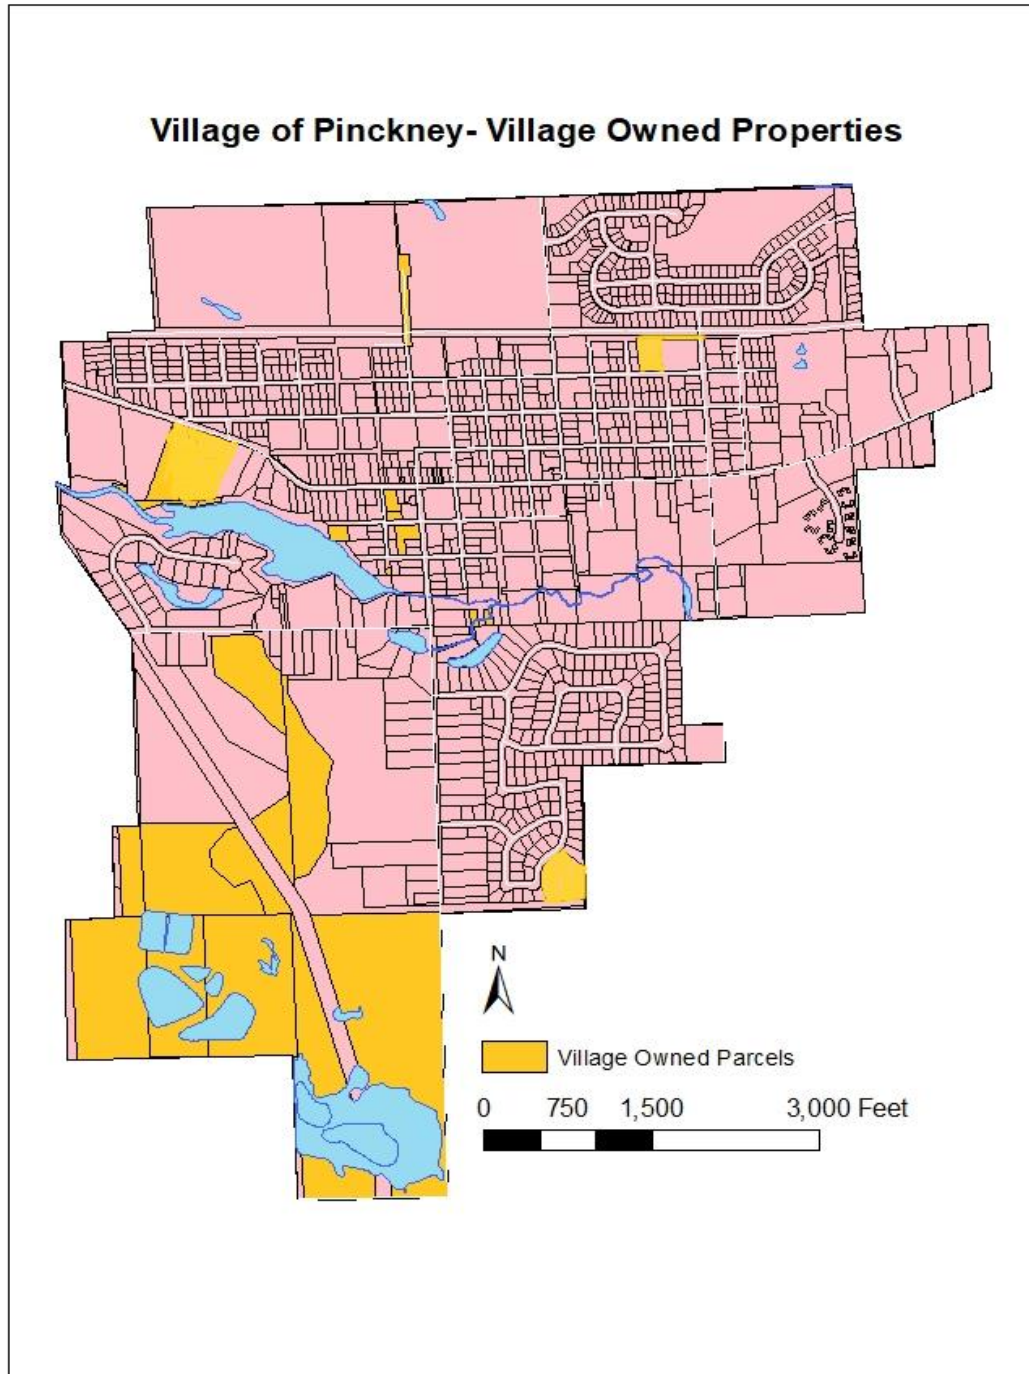 Village of Pinckney- Village Owned Properties
N
Village Owned Parcels
0 750 1,500 3,000 Feet